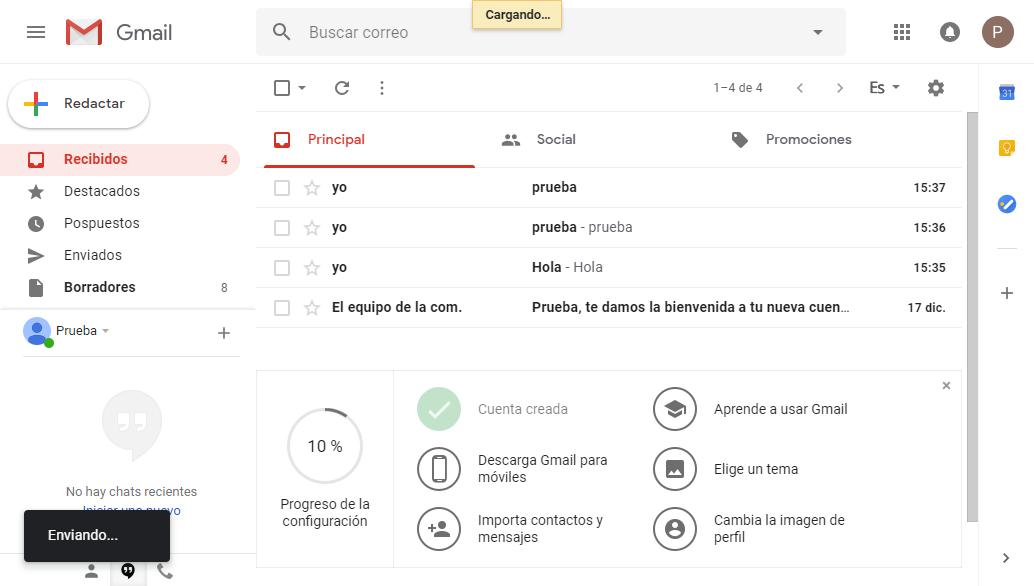 Cargando...
Gmail
Buscar correo
P
Redactar
1–4 de 4
Es
31
Recibidos 4
Destacados
Pospuestos
Enviados
Borradores 8
Prueba
No hay chats recientes
Iniciar uno nuevo
Enviando...
Principal
Social
Promociones
yo prueba 15:37
yo prueba - prueba 15:36
yo Hola - Hola 15:35
El equipo de la com. Prueba, te damos la bienvenida a tu nueva cuen… 17 dic.
10 %
Progreso de la
configuración
Cuenta creada
Aprende a usar Gmail
Descarga Gmail para
móviles
Elige un tema
Importa contactos y
mensajes
Cambia la imagen de
perfil